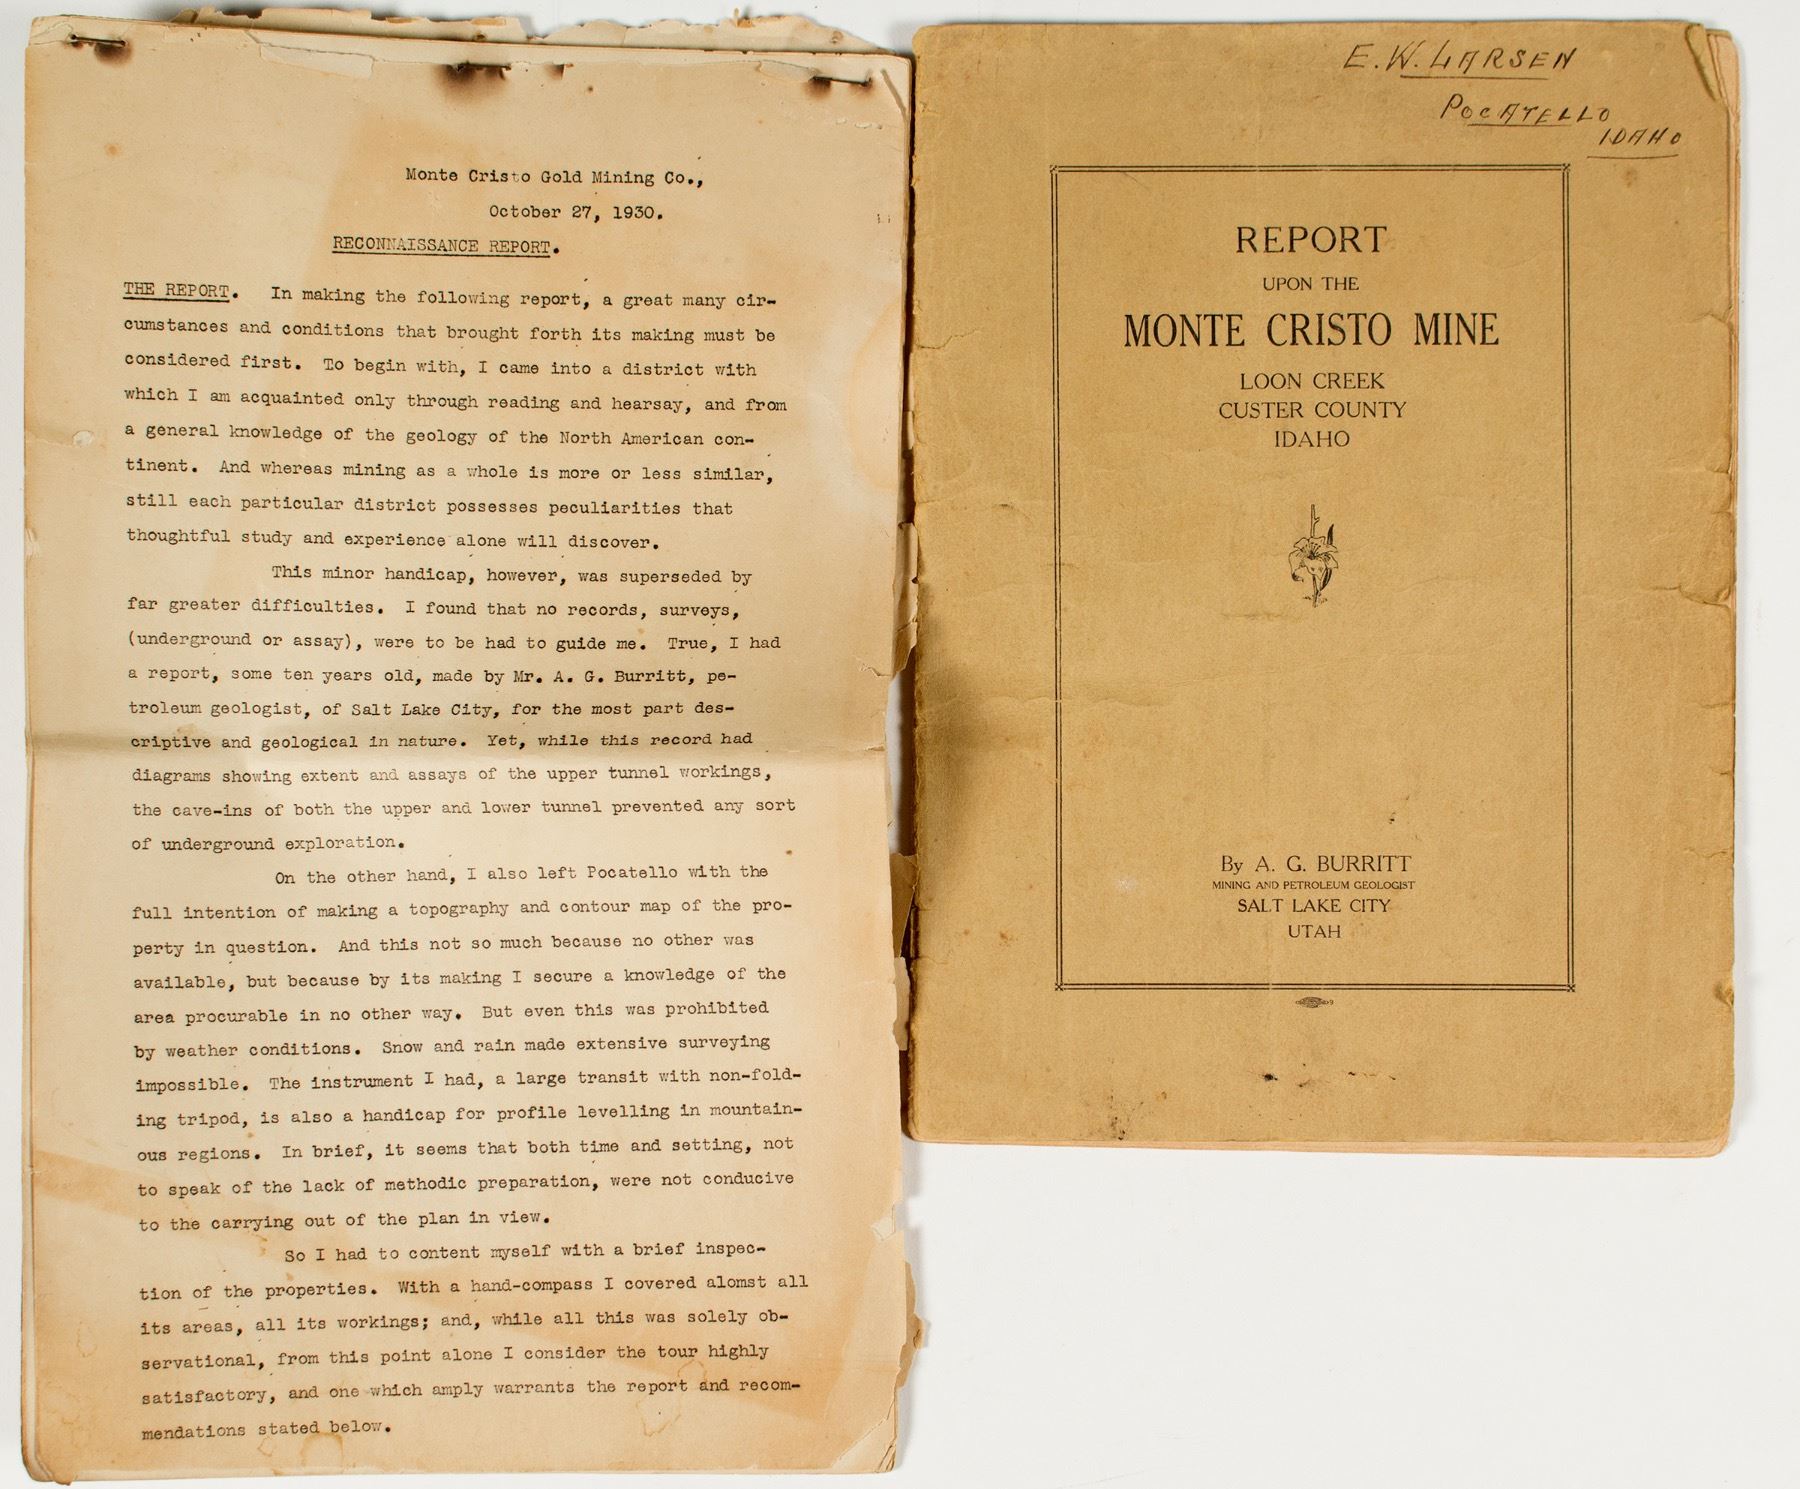 Monte Cristo Gold Mining Co.,
October 27, 1930.
RECONNAISSANCE REPORT.
THE REPORT. In making the following report, a great many cir-
cumstances and conditions that brought forth its making must be
considered first. To begin with, I came into a district with
which I am acquainted only through reading and hearsay, and from
a general knowledge of the geology of the North American con-
tinent. And whereas mining as a whole is more or less similar,
still each particular district possesses peculiarities that
thoughtful study and experience alone will discover.
This minor handicap, however, was superseded by
far greater difficulties. I found that no records, surveys,
(underground or assay), were to be had to guide me. True, I had
a report, some ten years old, made by Mr. A. G. Burritt, pe-
troleum geologist, of Salt Lake City, for the most part des-
criptive and geological in nature. Yet, while this record had
diagrams showing extent and assays of the upper tunnel workings,
the cave-ins of both the upper and lower tunnel prevented any sort
of underground exploration.
On the other hand, I also left Pocatello with the
full intention of making a topography and contour map of the pro-
perty in question. And this not so much because no other was
available, but because by its making I secure a knowledge of the
area procurable in no other way. But even this was prohibited
by weather conditions. Snow and rain made extensive surveying
impossible. The instrument I had, a large transit with non-fold-
ing tripod, is also a handicap for profile levelling in mountain-
ous regions. In brief, it seems that both time and setting, not
to speak of the lack of methodic preparation, were not conducive
to the carrying out of the plan in view.
So I had to content myself with a brief inspec-
tion of the properties. With a hand-compass I covered alomst all
its areas, all its workings; and, while all this was solely ob-
servational, from this point alone I consider the tour highly
satisfactory, and one which amply warrants the report and recom-
mendations stated below.
E. W. LARSEN
POCATELLO
IDAHO
REPORT
UPON THE
MONTE CRISTO MINE
LOON CREEK
CUSTER COUNTY
IDAHO
By A. G. BURRITT
MINING AND PETROLEUM GEOLOGIST
SALT LAKE CITY
UTAH